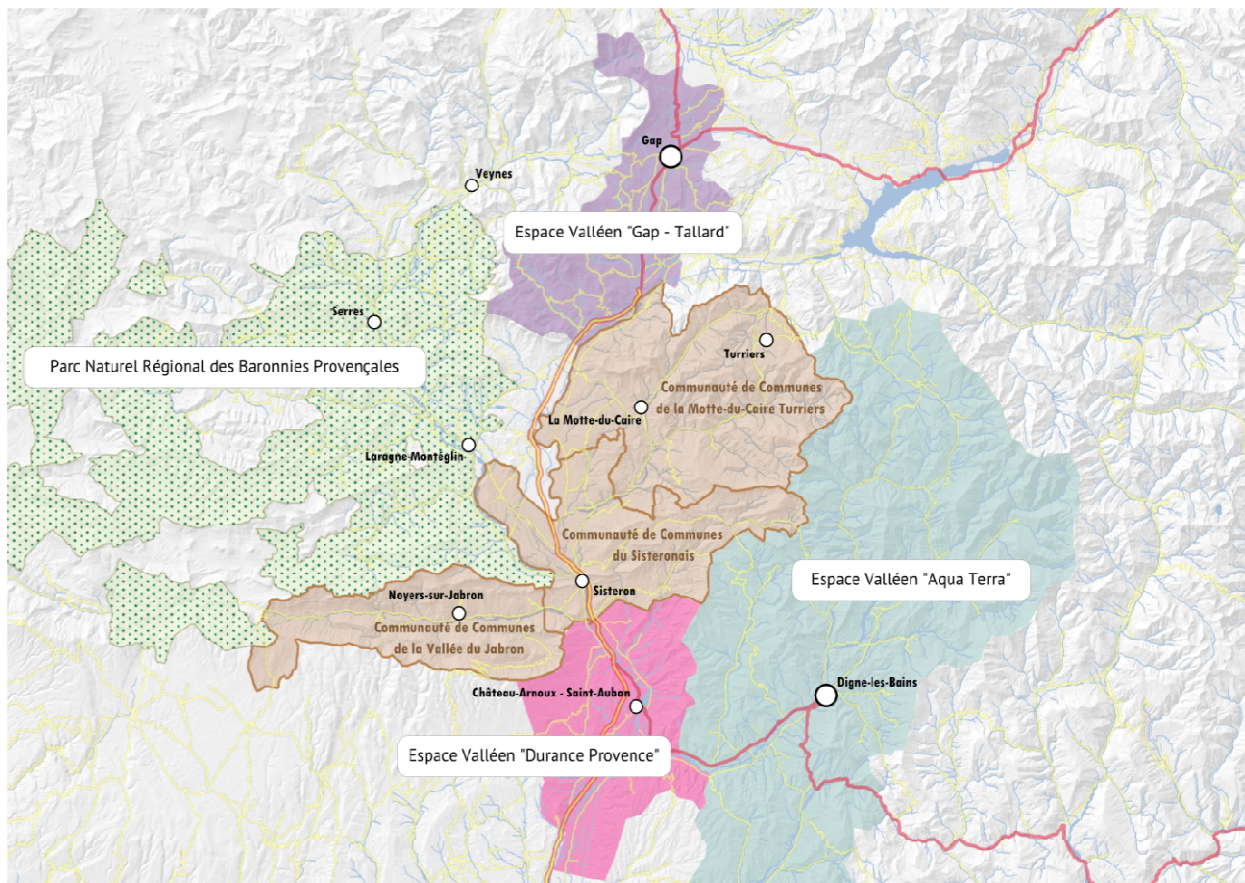 Gap
Veynes
Espace Valléen "Gap - Tallard"
Serres
Turriers
Parc Naturel Régional des Baronnies Provençales
Communauté de Communes
de la Motte-du-Caire Turriers
La Motte-du-Caire
Laragne-Montéglin
Communauté de Communes
du Sisteronais
Espace Valléen "Aqua Terra"
Sisteron
Noyers-sur-Jabron
Communauté de Communes
de la Vallée du Jabron
Digne-les-Bains
Château-Arnoux - Saint-Auban
Espace Valléen "Durance Provence"